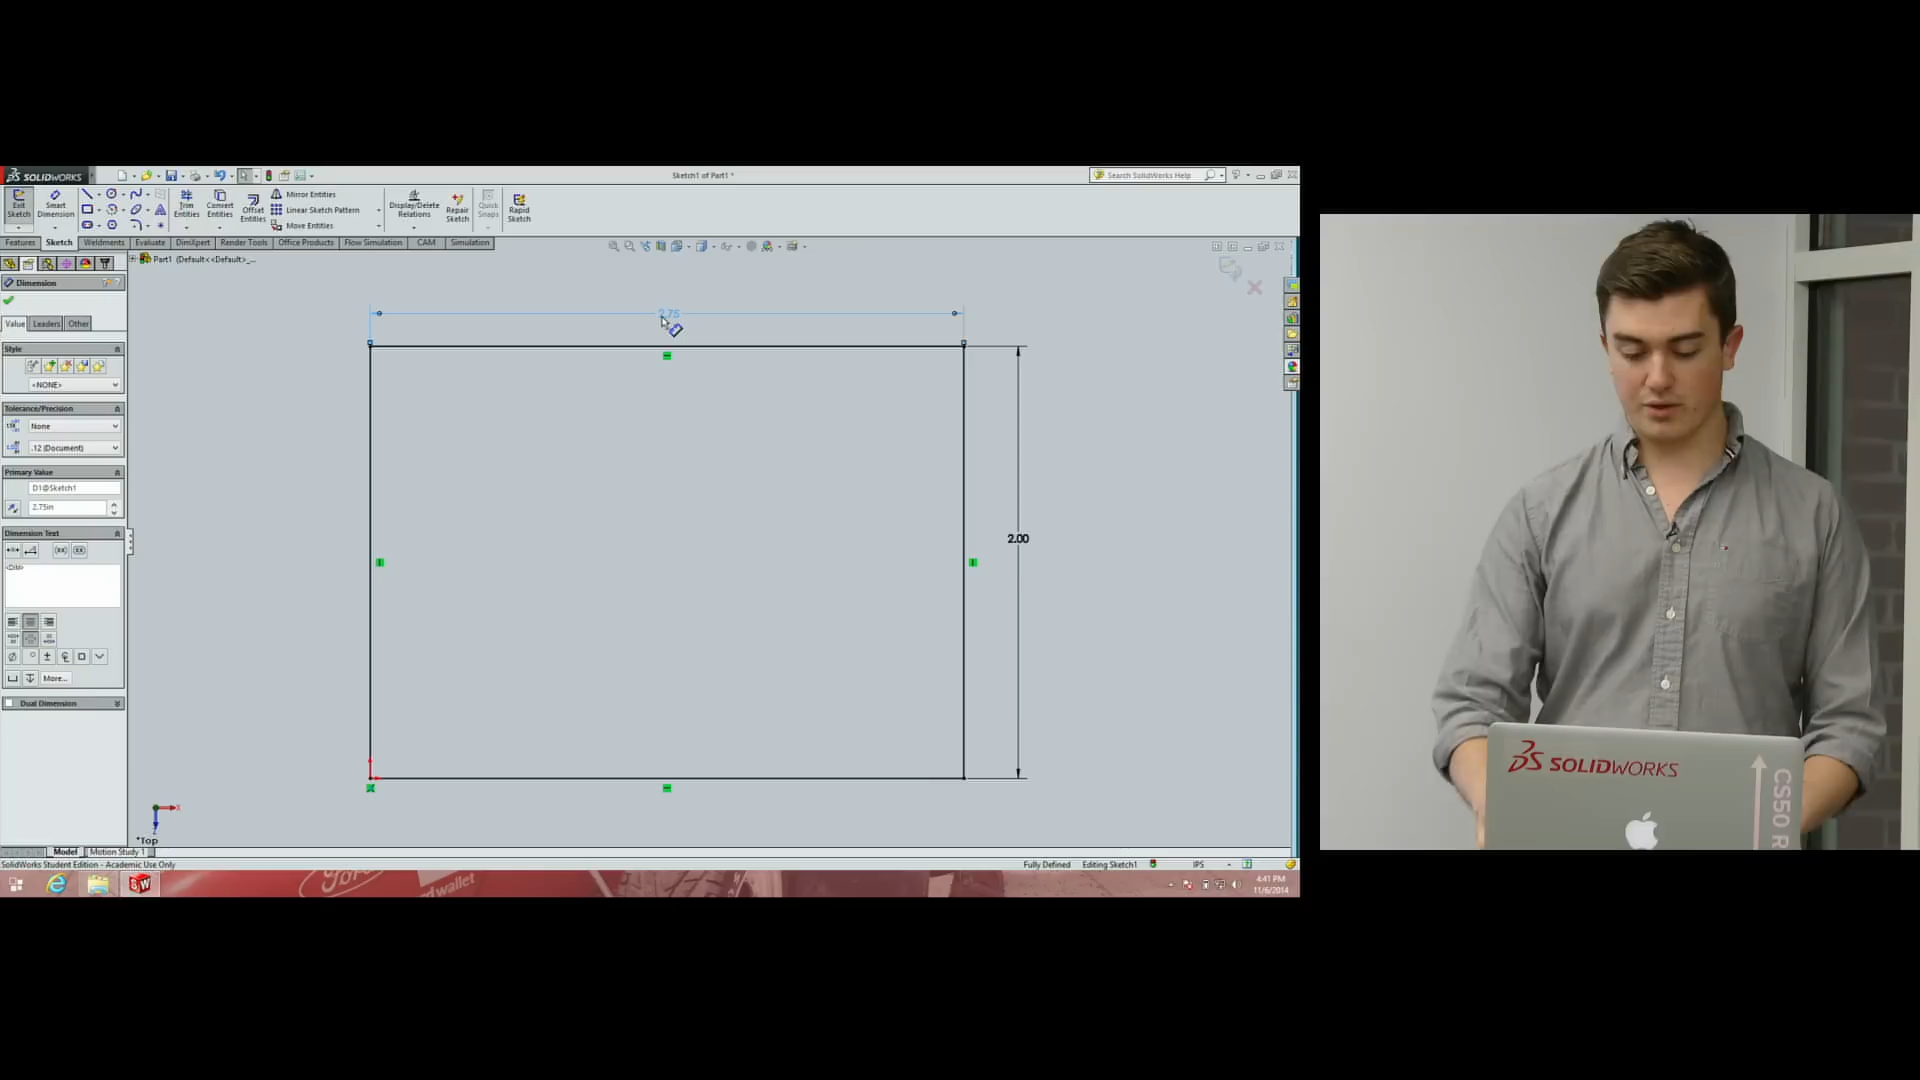 SOLIDWORKS
Sketch1 of Part1 *
Search SolidWorks Help
Exit Sketch
Smart Dimension
Trim Entities
Convert Entities
Offset Entities
Mirror Entities
Linear Sketch Pattern
Move Entities
Display/Delete Relations
Repair Sketch
Quick Snaps
Rapid Sketch
Features
Sketch
Weldments
Evaluate
DimXpert
Render Tools
Office Products
Flow Simulation
CAM
Simulation
Part1 (Default<<Default>_...
Dimension
Value
Leaders
Other
Style
<NONE>
Tolerance/Precision
None
.12 (Document)
Primary Value
D1@Sketch1
2.75in
Dimension Text
<DIM>
More...
Dual Dimension
2.75
2.00
*Top
Model
Motion Study 1
SolidWorks Student Edition - Academic Use Only
Fully Defined
Editing Sketch1
IPS
Ford
dwallet
4:41 PM
11/6/2014
SOLIDWORKS
CS50 R